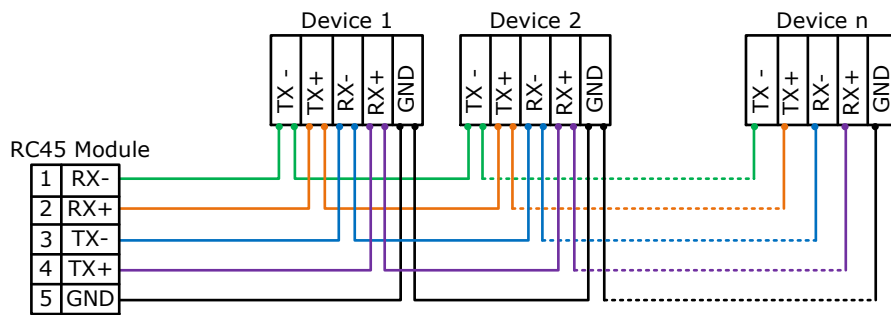 Device 1 Device 2 Device n
TX - TX+ RX- RX+ GND TX - TX+ RX- RX+ GND TX - TX+ RX- RX+ GND
RC45 Module
1 RX-
2 RX+
3 TX-
4 TX+
5 GND